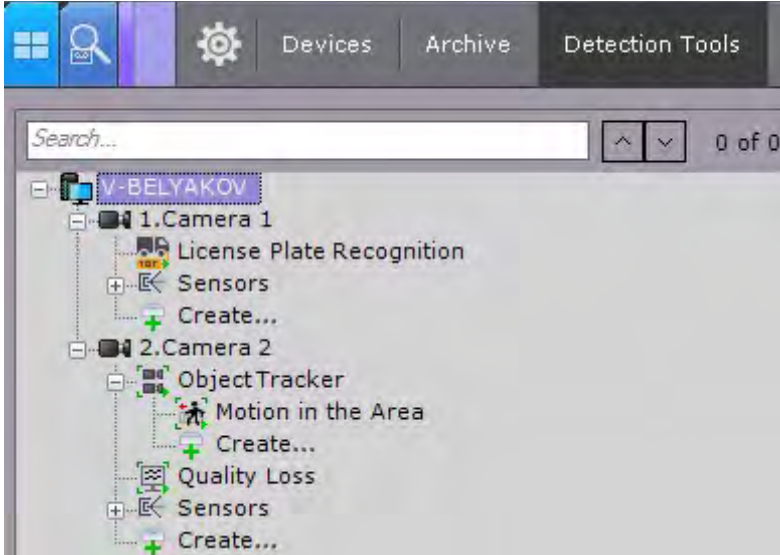 Devices Archive Detection Tools
Search... 0 of 0
V-BELYAKOV
1.Camera 1
License Plate Recognition
Sensors
Create...
2.Camera 2
ObjectTracker
Motion in the Area
Create...
Quality Loss
Sensors
Create...